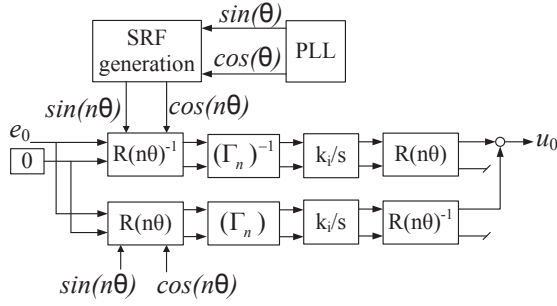 sin(θ)
SRF generation
PLL
cos(θ)
sin(nθ)
cos(nθ)
e₀
0
R(nθ)⁻¹
(Γₙ)⁻¹
kᵢ/s
R(nθ)
u₀
R(nθ)
(Γₙ)
kᵢ/s
R(nθ)⁻¹
sin(nθ)
cos(nθ)